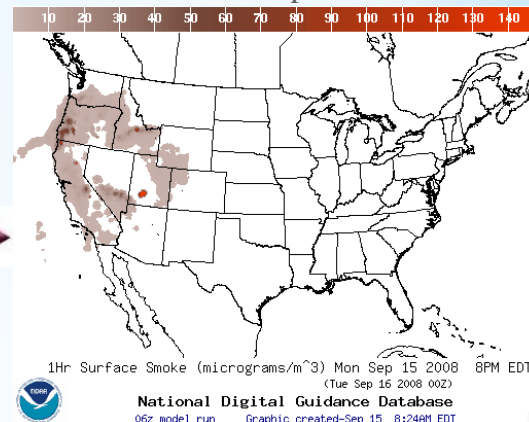 10 20 30 40 50 60 70 80 90 100 110 120 130 140
1Hr Surface Smoke (micrograms/m^3) Mon Sep 15 2008 8PM EDT
(Tue Sep 16 2008 00Z)
NOAA
National Digital Guidance Database
06z model run Graphic created-Sep 15 8:24AM EDT